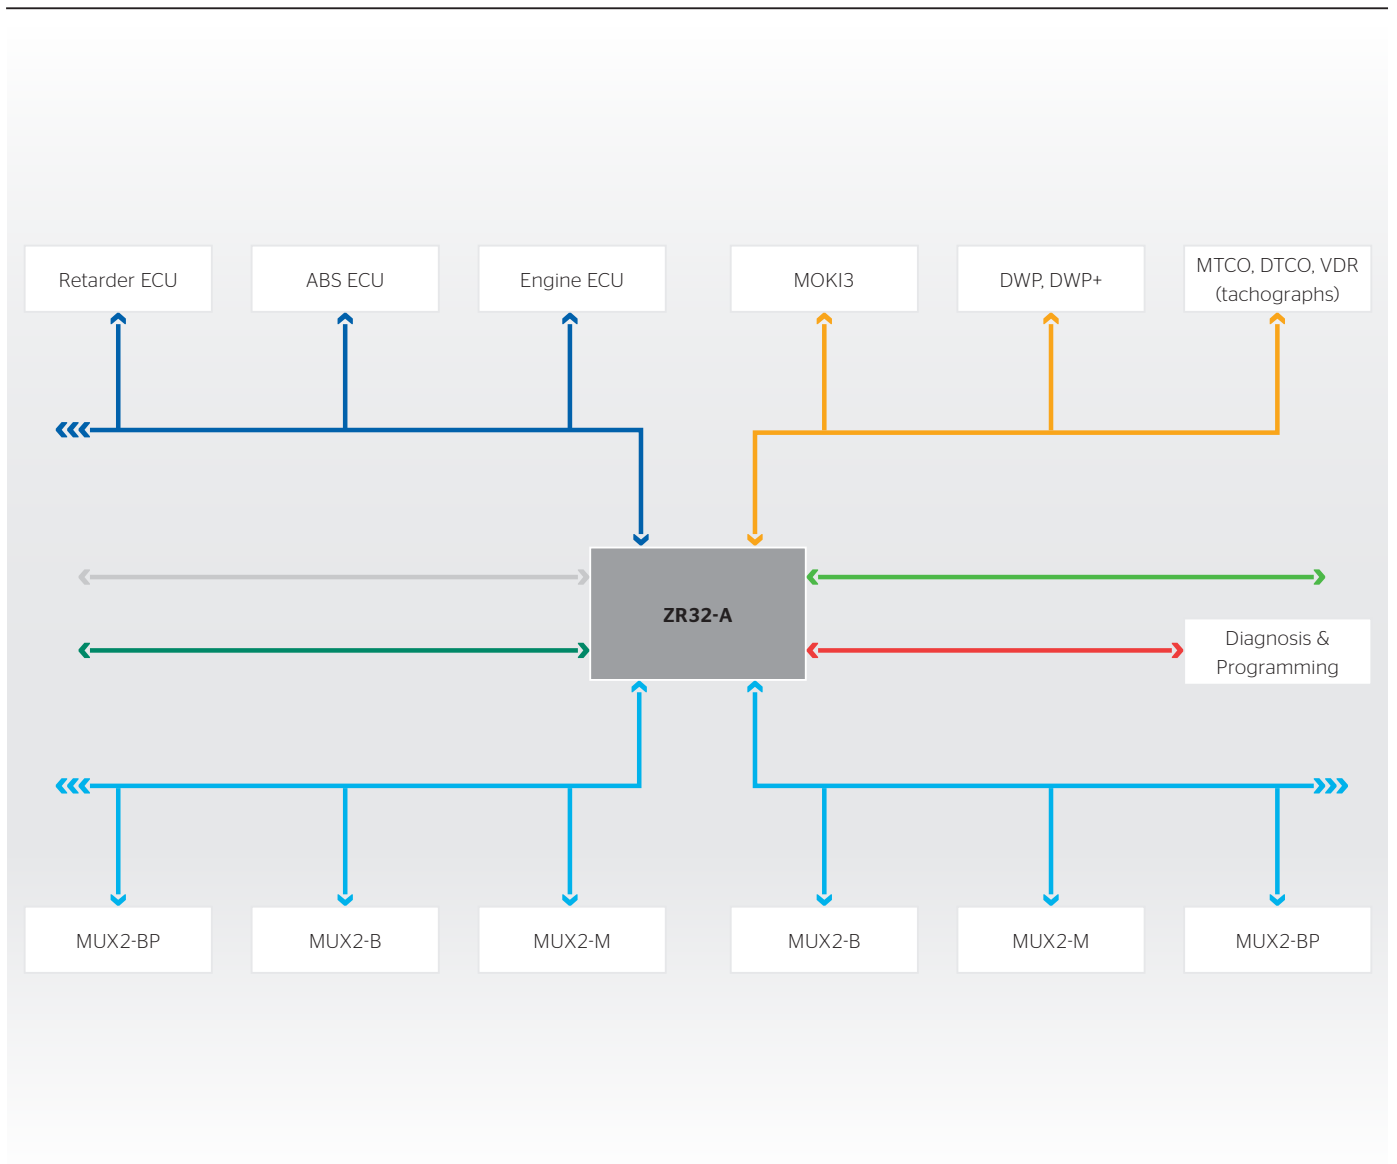 Retarder ECU
ABS ECU
Engine ECU
MOKI3
DWP, DWP+
MTCO, DTCO, VDR
(tachographs)
ZR32-A
Diagnosis &
Programming
MUX2-BP
MUX2-B
MUX2-M
MUX2-B
MUX2-M
MUX2-BP